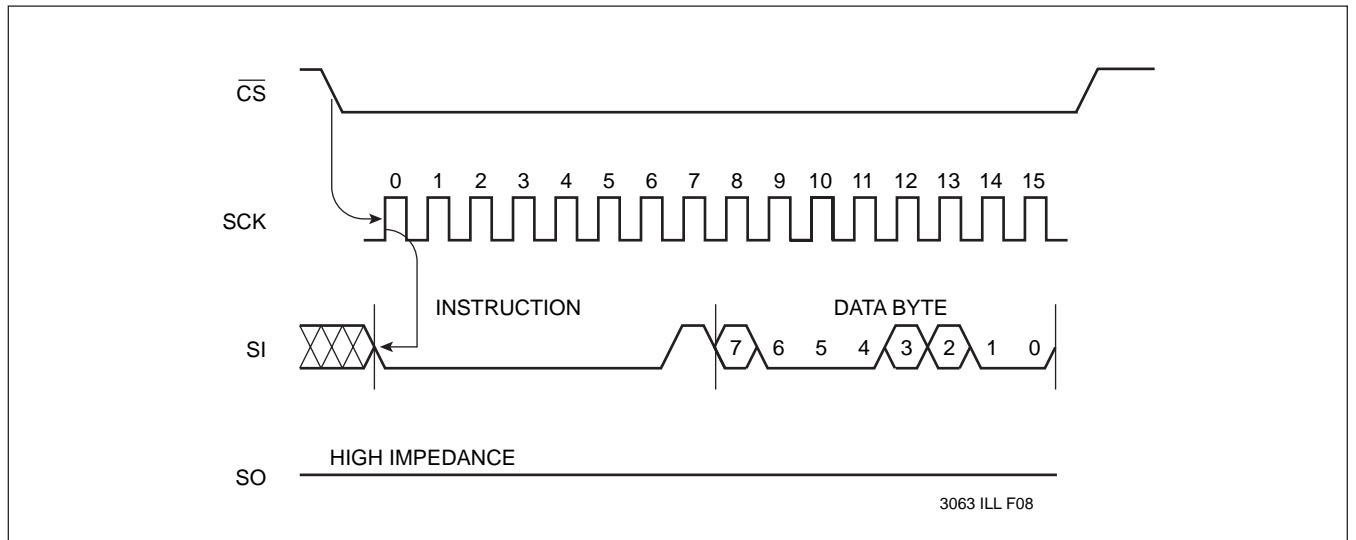 CS
0 1 2 3 4 5 6 7 8 9 10 11 12 13 14 15
SCK
INSTRUCTION DATA BYTE
SI 7 6 5 4 3 2 1 0
HIGH IMPEDANCE
SO
3063 ILL F08